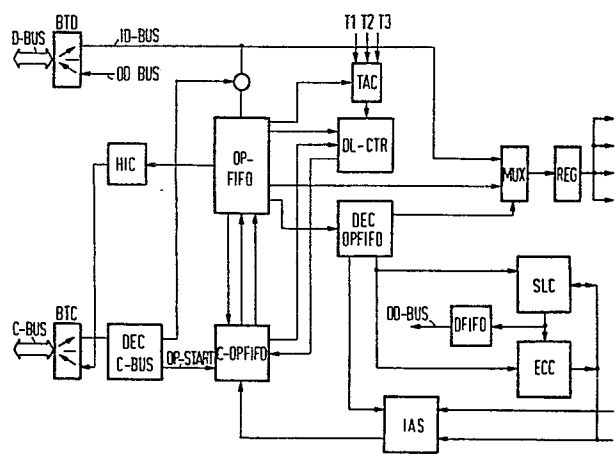 BTD
D-BUS
ID-BUS
OD BUS
T1 T2 T3
TAC
HIC
OP-
FIFO
DL-CTR
MUX
REG
DEC
OPFIFO
SLC
OD-BUS
DFIFO
ECC
BTC
C-BUS
DEC
C-BUS
OP-START
C-OPFIFO
IAS